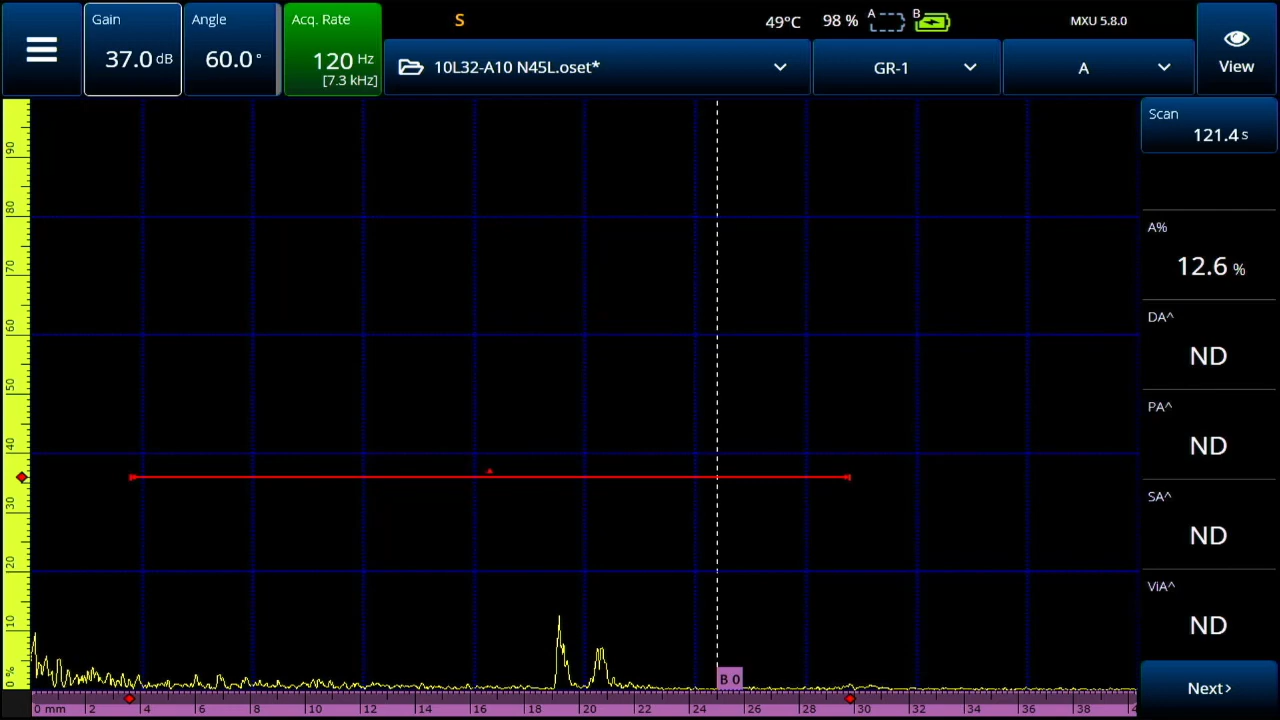 Gain
37.0 dB
Angle
60.0 °
Acq. Rate
120 Hz
[7.3 kHz]
S
49°C
98 %
A
B
MXU 5.8.0
10L32-A10 N45L.oset*
GR-1
A
View
Scan
121.4 s
A%
12.6 %
DA^
ND
PA^
ND
SA^
ND
ViA^
ND
Next>
90
80
70
60
50
40
30
20
10
0 %
B 0
0 mm 2 4 6 8 10 12 14 16 18 20 22 24 26 28 30 32 34 36 38